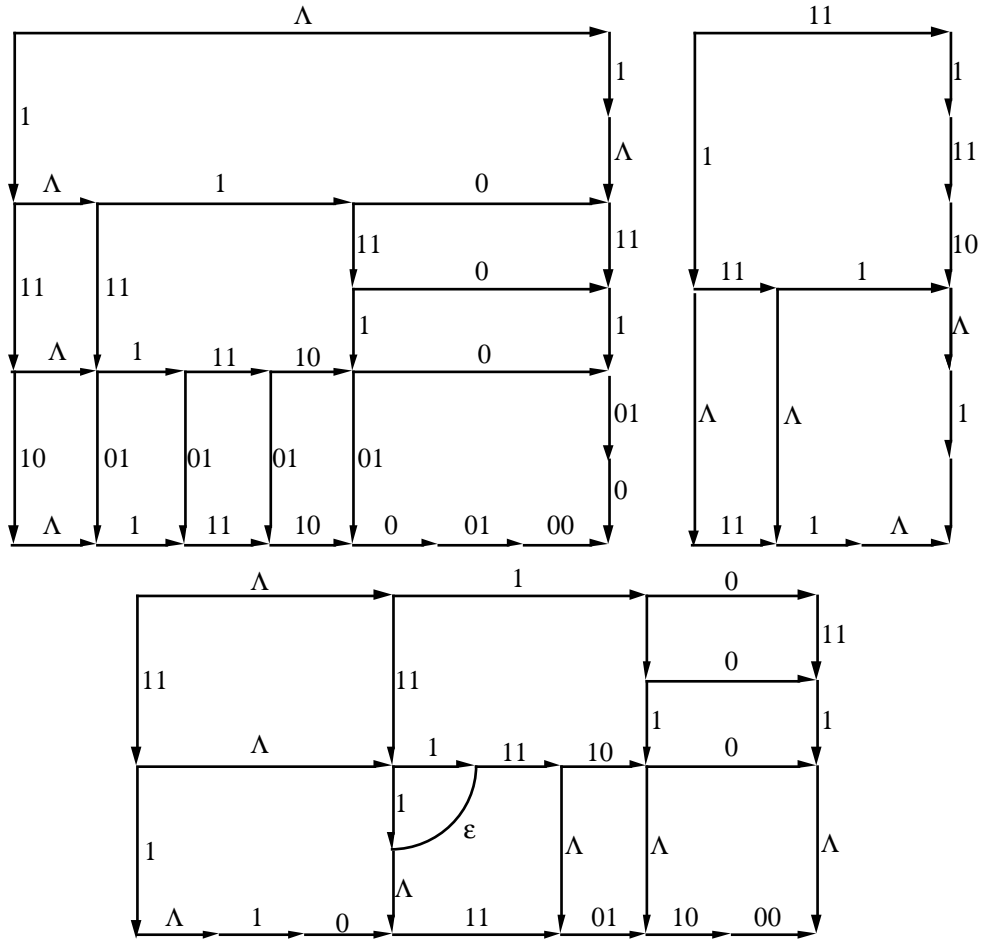 Λ 11
1 1
1 11
Λ 1
Λ 1 0
11 10
11 1
11 11 11 0
1 1 Λ
Λ 1 11 10 0
01 1
10 01 01 01 01 Λ Λ
0
Λ 1 11 10 0 01 00 11 1 Λ
Λ 1 0
11
11 11 0
1 1
Λ 1 11 10 0
1
ε
1 Λ Λ Λ
Λ
Λ 1 0 11 01 10 00